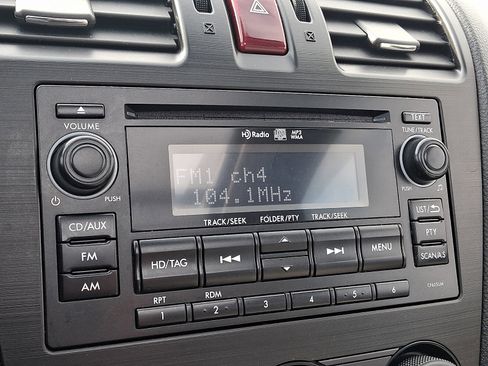 HD Radio MP3 WMA
TEXT
VOLUME
TUNE/TRACK
FM1 ch4
104.1MHz
PUSH
PUSH
CD/AUX
FM
AM
TRACK/SEEK FOLDER/PTY TRACK/SEEK
HD/TAG
MENU
LIST/
PTY
SCAN/A.S
RPT RDM
1 2 3 4 5 6